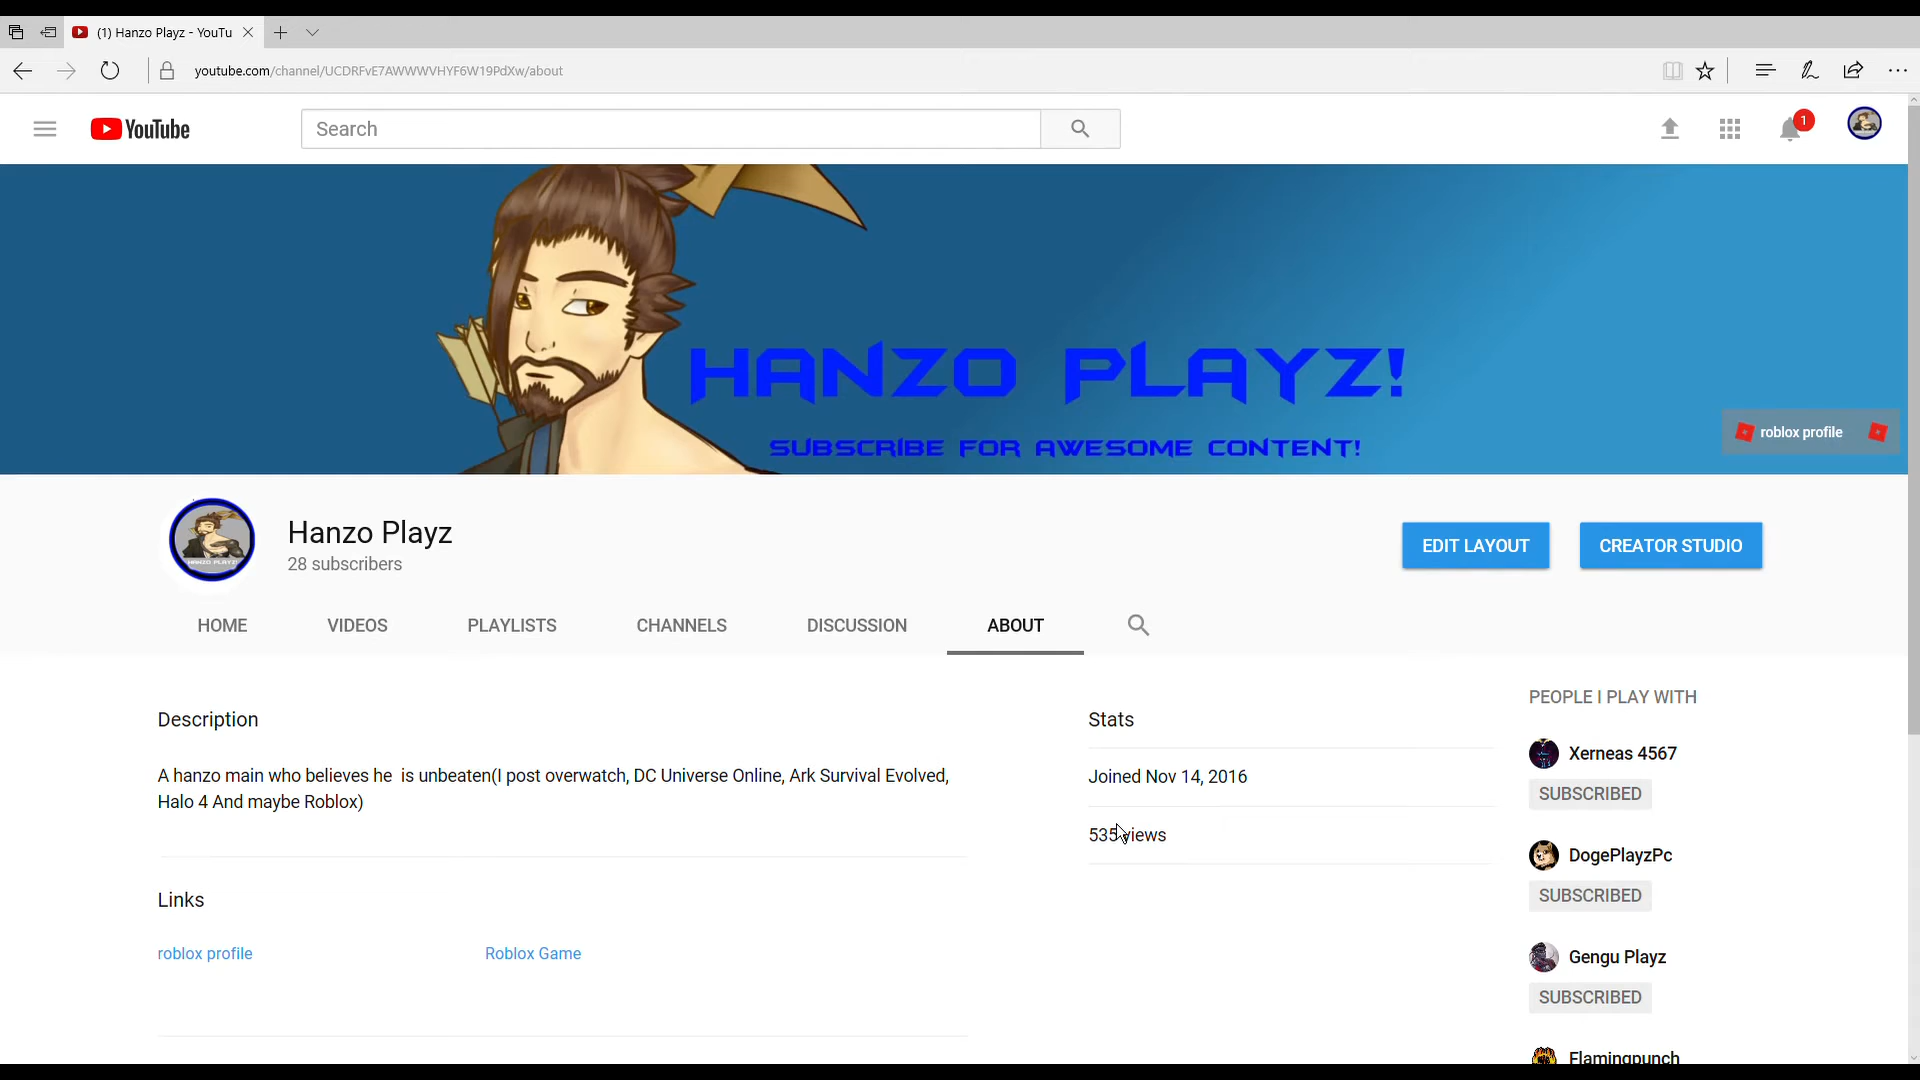 (1) Hanzo Playz - YouTu
youtube.com/channel/UCDRFvE7AWWWVHYF6W19PdXw/about
YouTube
Search
1
HANZO PLAYZ!
SUBSCRIBE FOR AWESOME CONTENT!
roblox profile
HANZO PLAYZ!
Hanzo Playz
28 subscribers
EDIT LAYOUT
CREATOR STUDIO
HOME
VIDEOS
PLAYLISTS
CHANNELS
DISCUSSION
ABOUT
Description
A hanzo main who believes he is unbeaten(I post overwatch, DC Universe Online, Ark Survival Evolved,
Halo 4 And maybe Roblox)
Links
roblox profile
Roblox Game
Stats
Joined Nov 14, 2016
535 views
PEOPLE I PLAY WITH
Xerneas 4567
SUBSCRIBED
DogePlayzPc
SUBSCRIBED
Gengu Playz
SUBSCRIBED
Flamingpunch